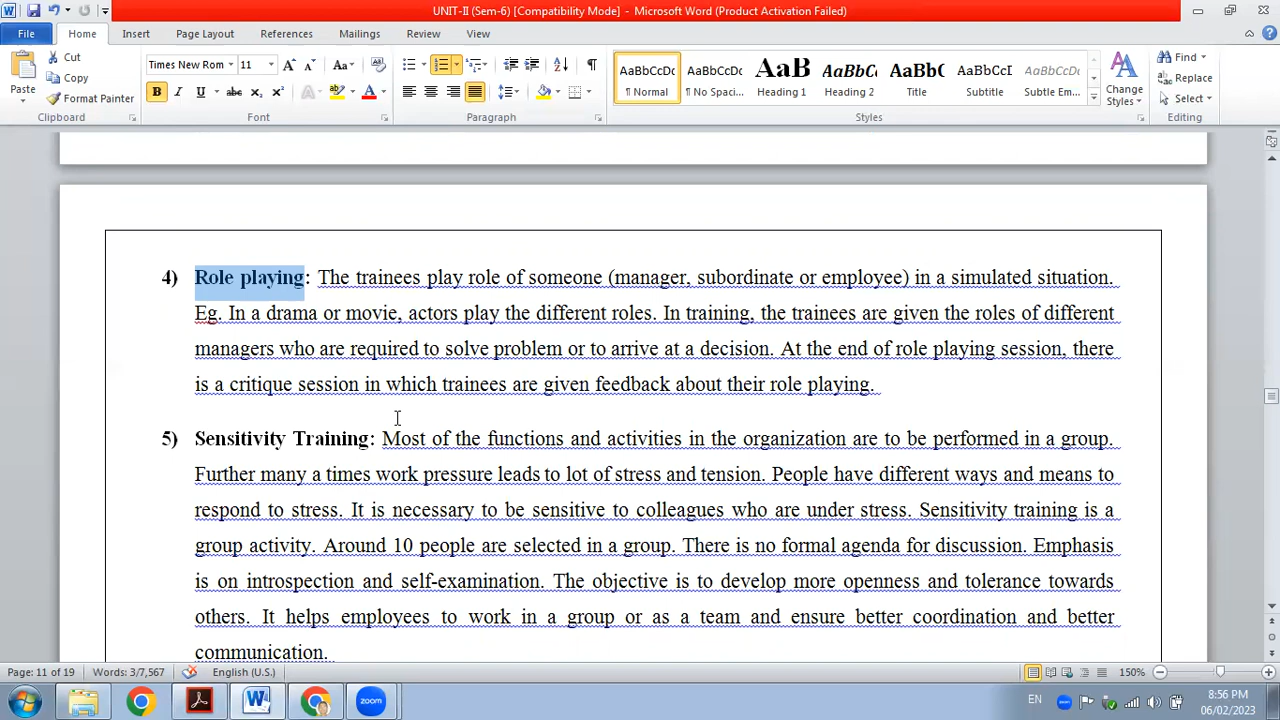 UNIT-II (Sem-6) [Compatibility Mode] - Microsoft Word (Product Activation Failed)
File Home Insert Page Layout References Mailings Review View
Paste
Cut
Copy
Format Painter
Clipboard
Times New Rom 11
Font
Paragraph
AaBbCcDc AaBbCcDc AaB AaBbCc AaBbC AaBbCcI AaBbCcDc
¶ Normal ¶ No Spaci... Heading 1 Heading 2 Title Subtitle Subtle Em...
Change Styles
Styles
Find
Replace
Select
Editing
4) Role playing: The trainees play role of someone (manager, subordinate or employee) in a simulated situation.
Eg. In a drama or movie, actors play the different roles. In training, the trainees are given the roles of different
managers who are required to solve problem or to arrive at a decision. At the end of role playing session, there
is a critique session in which trainees are given feedback about their role playing.
5) Sensitivity Training: Most of the functions and activities in the organization are to be performed in a group.
Further many a times work pressure leads to lot of stress and tension. People have different ways and means to
respond to stress. It is necessary to be sensitive to colleagues who are under stress. Sensitivity training is a
group activity. Around 10 people are selected in a group. There is no formal agenda for discussion. Emphasis
is on introspection and self-examination. The objective is to develop more openness and tolerance towards
others. It helps employees to work in a group or as a team and ensure better coordination and better
communication.
Page: 11 of 19 Words: 3/7,567 English (U.S.) 150%
zoom
EN
8:56 PM
06/02/2023